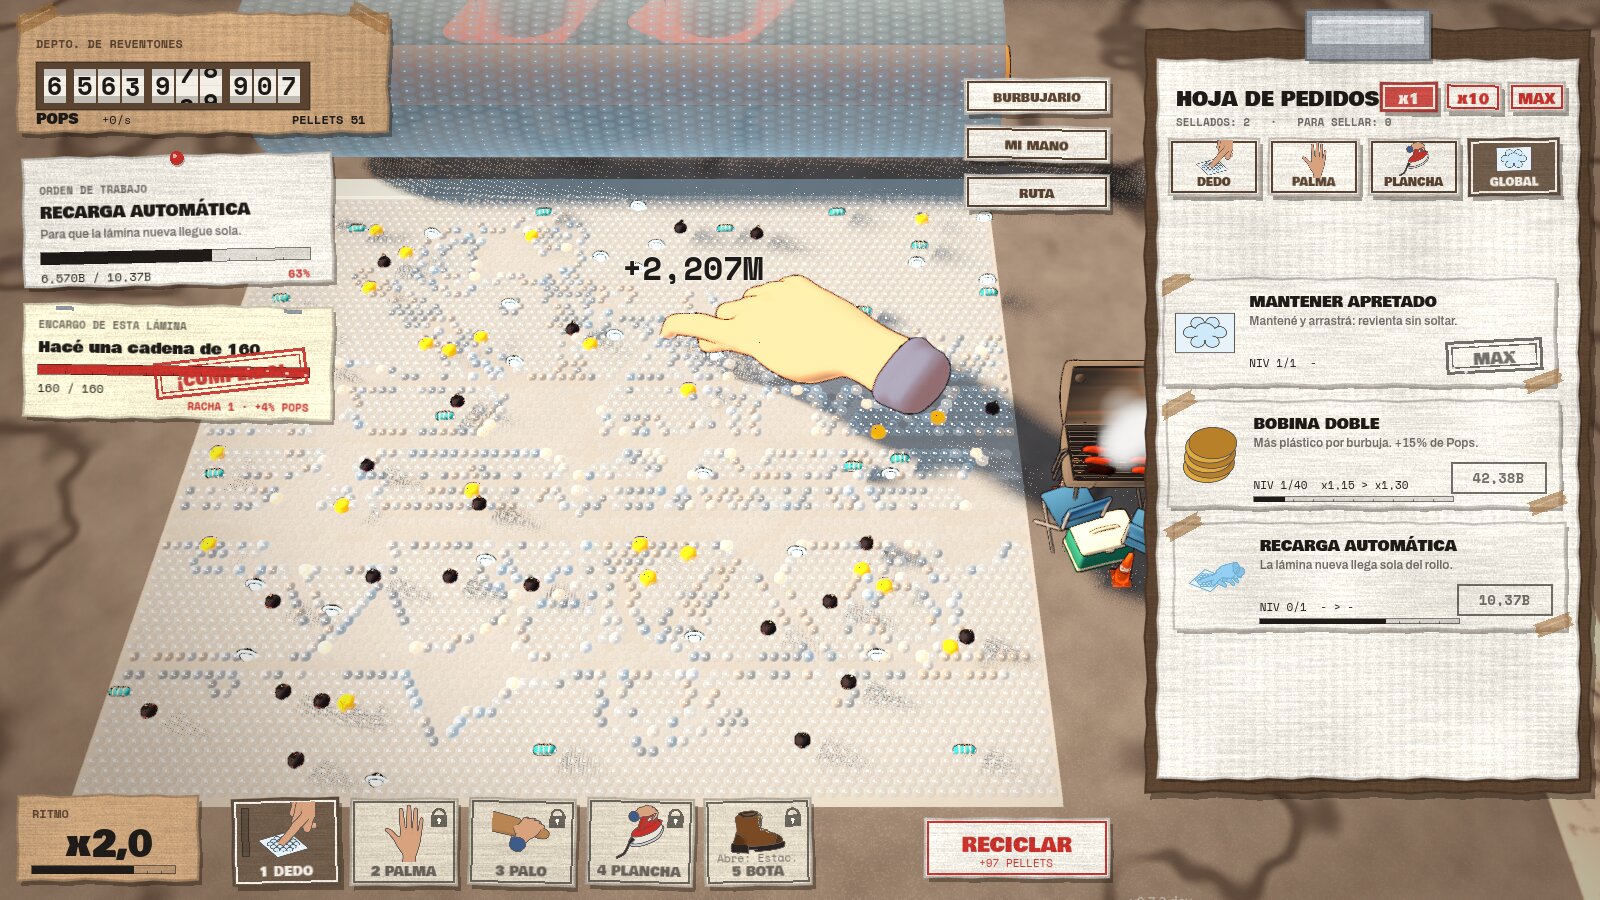 DEPTO. DE REVENTONES
6 563 9 907
POPS +0/s PELLETS 51
ORDEN DE TRABAJO
RECARGA AUTOMÁTICA
Para que la lámina nueva llegue sola.
6,570B / 10,37B 63%
ENCARGO DE ESTA LÁMINA
Hacé una cadena de 160
160 / 160
RACHA 1 · +4% POPS
+2,207M
BURBUJARIO
MI MANO
RUTA
HOJA DE PEDIDOS x1 x10 MAX
SELLADOS: 2 · PARA SELLAR: 0
DEDO PALMA PLANCHA GLOBAL
MANTENER APRETADO
Mantené y arrastrá: revienta sin soltar.
NIV 1/1 -
MAX
BOBINA DOBLE
Más plástico por burbuja. +15% de Pops.
NIV 1/40 x1,15 > x1,30
42,38B
RECARGA AUTOMÁTICA
La lámina nueva llega sola del rollo.
NIV 0/1 - > -
10,37B
RITMO
x2,0
1 DEDO
2 PALMA
3 PALO
4 PLANCHA
Abre: Estac.
5 BOTA
RECICLAR
+97 PELLETS